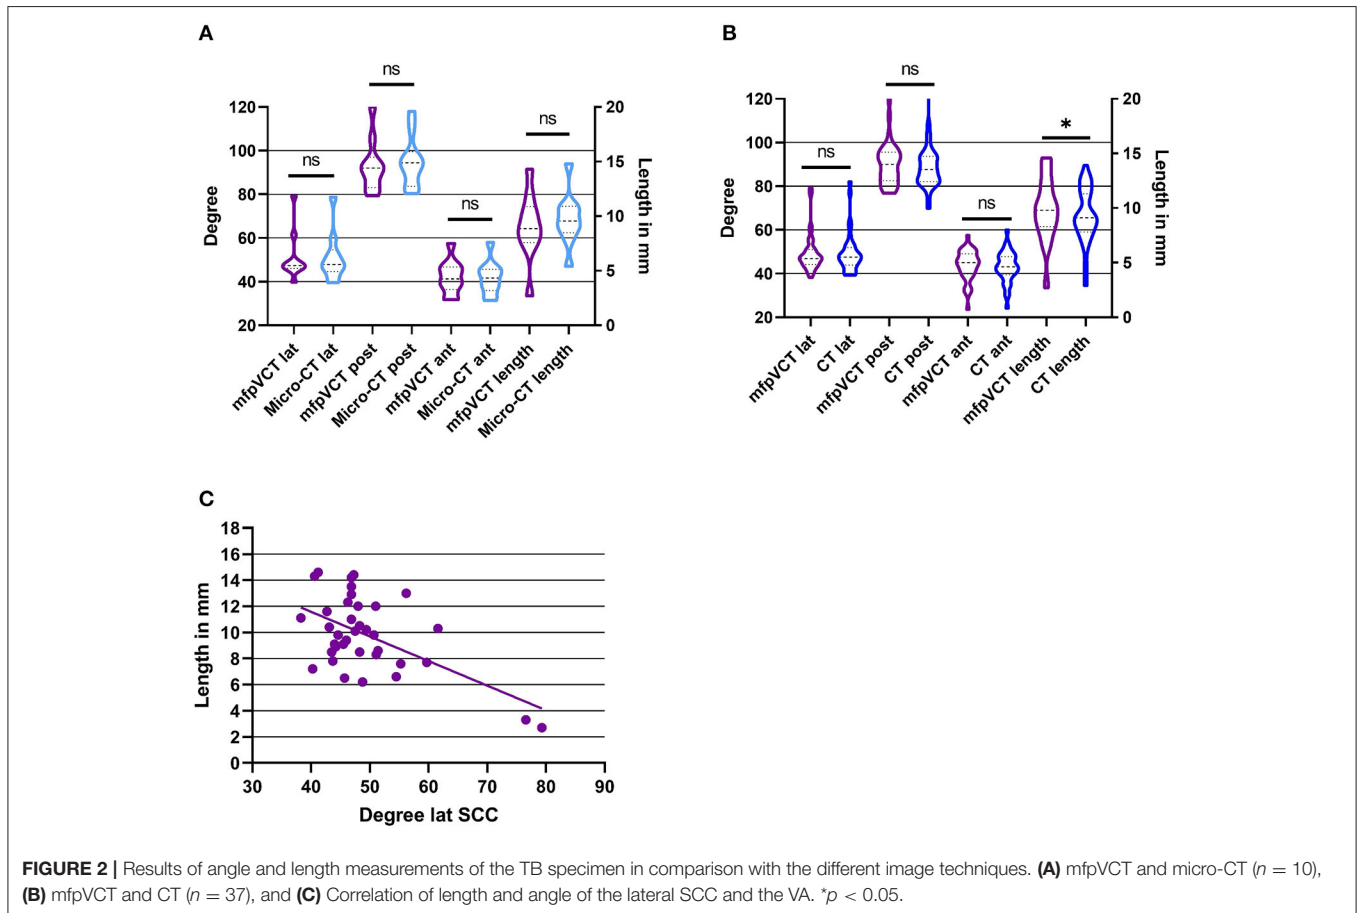 A
ns
ns
ns
ns
120
100
80
60
40
20
Degree
20
15
10
5
0
Length in mm
mfpVCT lat
Micro-CT lat
mfpVCT post
Micro-CT post
mfpVCT ant
Micro-CT ant
mfpVCT length
Micro-CT length
B
ns
*
ns
ns
120
100
80
60
40
20
Degree
20
15
10
5
0
Length in mm
mfpVCT lat
CT lat
mfpVCT post
CT post
mfpVCT ant
CT ant
mfpVCT length
CT length
C
18
16
14
12
10
8
6
4
2
0
Length in mm
30 40 50 60 70 80 90
Degree lat SCC
FIGURE 2 | Results of angle and length measurements of the TB specimen in comparison with the different image techniques. (A) mfpVCT and micro-CT (n = 10),
(B) mfpVCT and CT (n = 37), and (C) Correlation of length and angle of the lateral SCC and the VA. *p < 0.05.